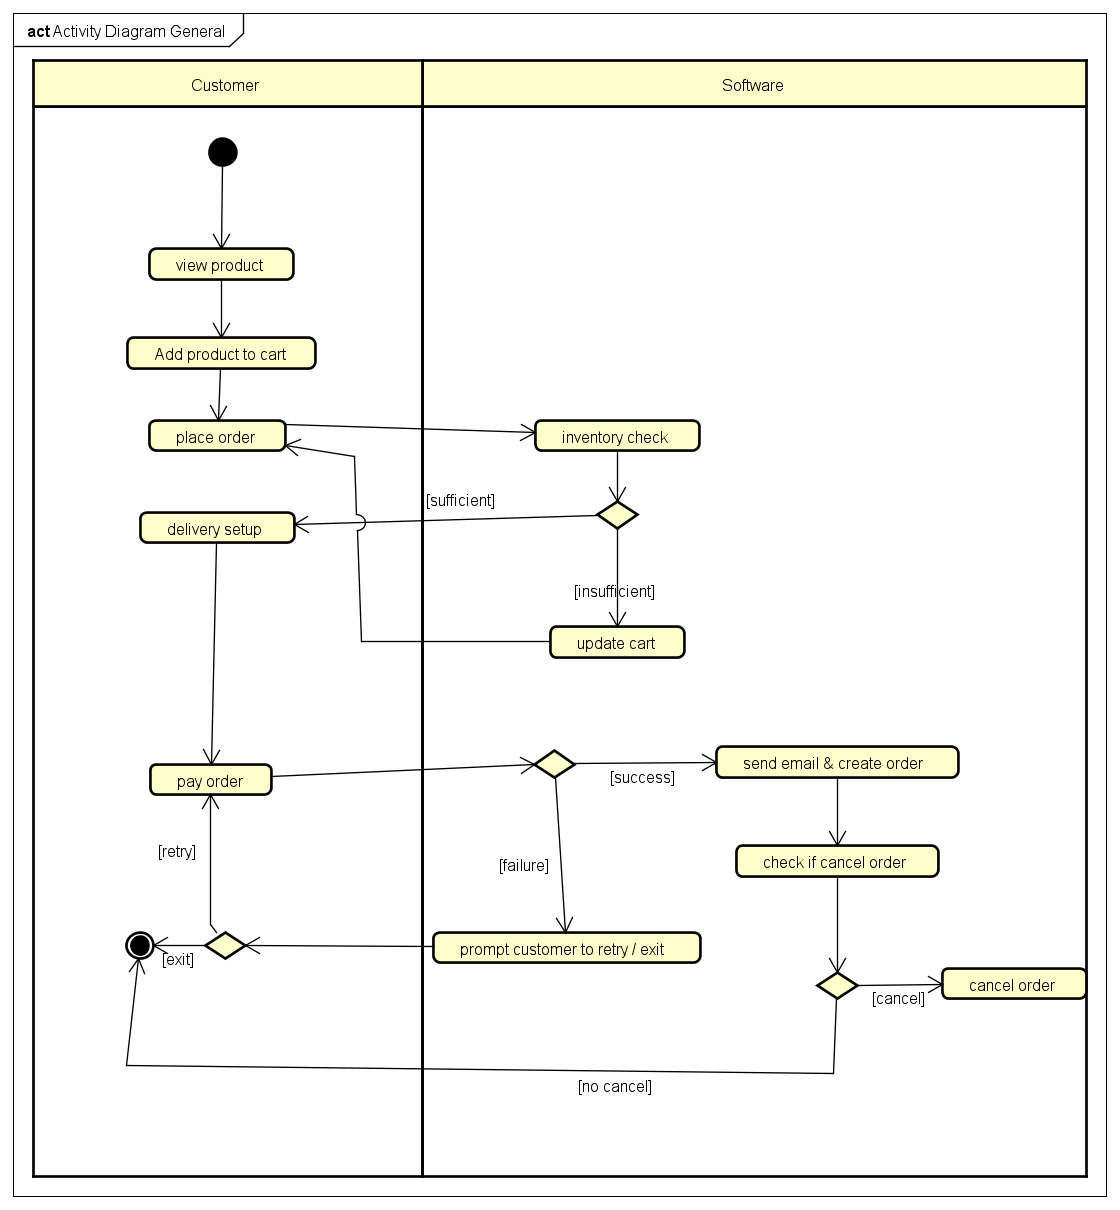 act Activity Diagram General
Customer
Software
view product
Add product to cart
place order
inventory check
[sufficient]
delivery setup
[insufficient]
update cart
send email & create order
pay order
[success]
[retry]
[failure]
check if cancel order
prompt customer to retry / exit
[exit]
cancel order
[cancel]
[no cancel]